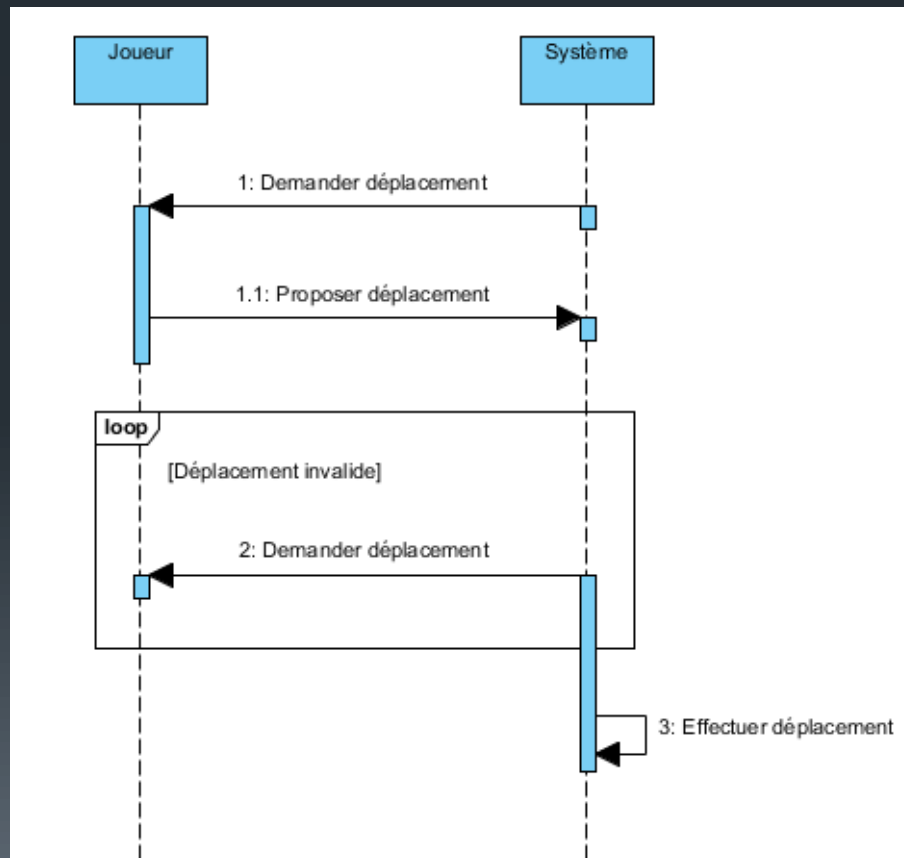 Joueur
Système
1: Demander déplacement
1.1: Proposer déplacement
loop
[Déplacement invalide]
2: Demander déplacement
3: Effectuer déplacement